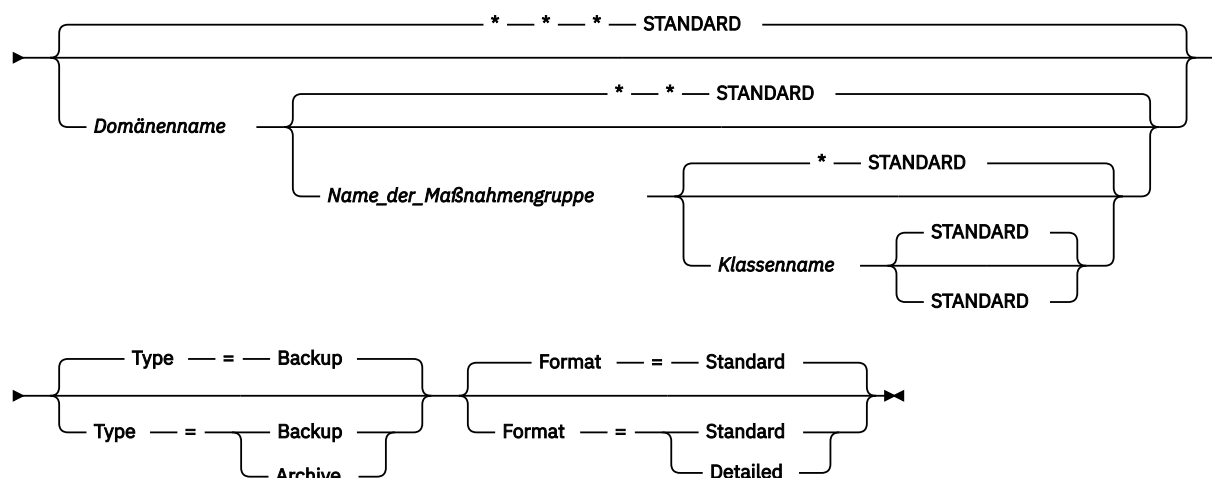 * — * — * — STANDARD
* — * — STANDARD
Domänenname
* — STANDARD
Name_der_Maßnahmengruppe
STANDARD
Klassenname
STANDARD
Type — = — Backup
Format — = — Standard
Type — = — Backup
Format — = — Standard
Archive
Detailed